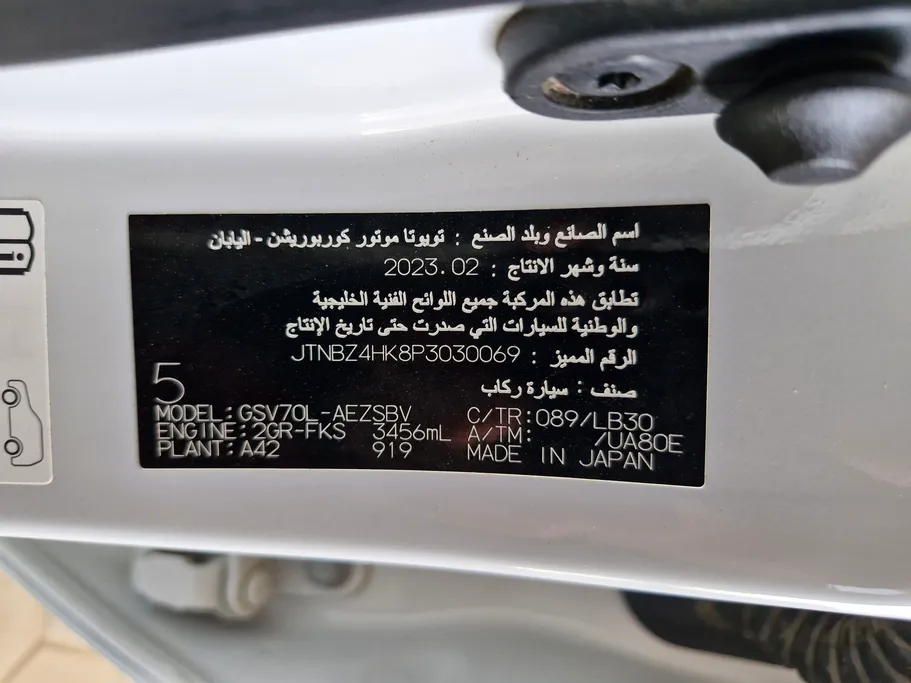 اسم الصانع وبلد الصنع : تويوتا موتور كوربوريشن - اليابان
سنة وشهر الانتاج : 2023.02
تطابق هذه المركبة جميع اللوائح الفنية الخليجية
والوطنية للسيارات التي صدرت حتى تاريخ الإنتاج
الرقم المميز : JTNBZ4HK8P3030069
صنف : سيارة ركاب
5
MODEL:GSV70L-AEZSBV C/TR:089/LB30
ENGINE:2GR-FKS 3456mL A/TM: /UA80E
PLANT:A42 919 MADE IN JAPAN